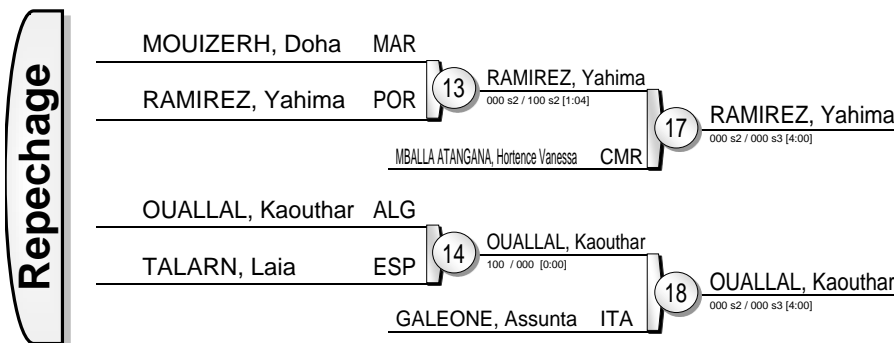 Repechage
MOUIZERH, Doha MAR
RAMIREZ, Yahima POR
13
RAMIREZ, Yahima
000 s2 / 100 s2 [1:04]
MBALLA ATANGANA, Hortence Vanessa CMR
17
RAMIREZ, Yahima
000 s2 / 000 s3 [4:00]
OUALLAL, Kaouthar ALG
TALARN, Laia ESP
14
OUALLAL, Kaouthar
100 / 000 [0:00]
GALEONE, Assunta ITA
18
OUALLAL, Kaouthar
000 s2 / 000 s3 [4:00]